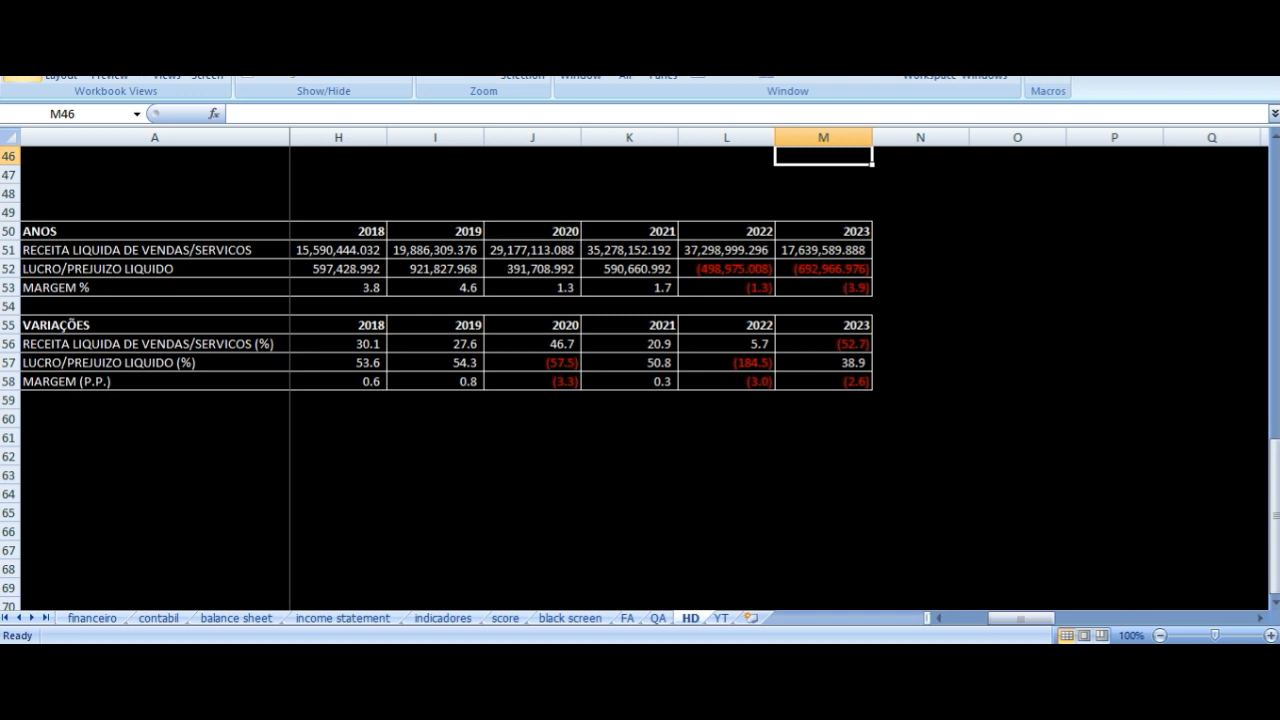 Workbook Views Show/Hide Zoom Window Macros
M46 fx
A H I J K L M N O P Q
46
47
48
49
50 ANOS 2018 2019 2020 2021 2022 2023
51 RECEITA LIQUIDA DE VENDAS/SERVICOS 15,590,444.032 19,886,309.376 29,177,113.088 35,278,152.192 37,298,999.296 17,639,589.888
52 LUCRO/PREJUIZO LIQUIDO 597,428.992 921,827.968 391,708.992 590,660.992 (498,975.008) (692,966.976)
53 MARGEM % 3.8 4.6 1.3 1.7 (1.3) (3.9)
54
55 VARIAÇÕES 2018 2019 2020 2021 2022 2023
56 RECEITA LIQUIDA DE VENDAS/SERVICOS (%) 30.1 27.6 46.7 20.9 5.7 (52.7)
57 LUCRO/PREJUIZO LIQUIDO (%) 53.6 54.3 (57.5) 50.8 (184.5) 38.9
58 MARGEM (P.P.) 0.6 0.8 (3.3) 0.3 (3.0) (2.6)
59
60
61
62
63
64
65
66
67
68
69
70
financeiro contabil balance sheet income statement indicadores score black screen FA QA HD YT
Ready 100%